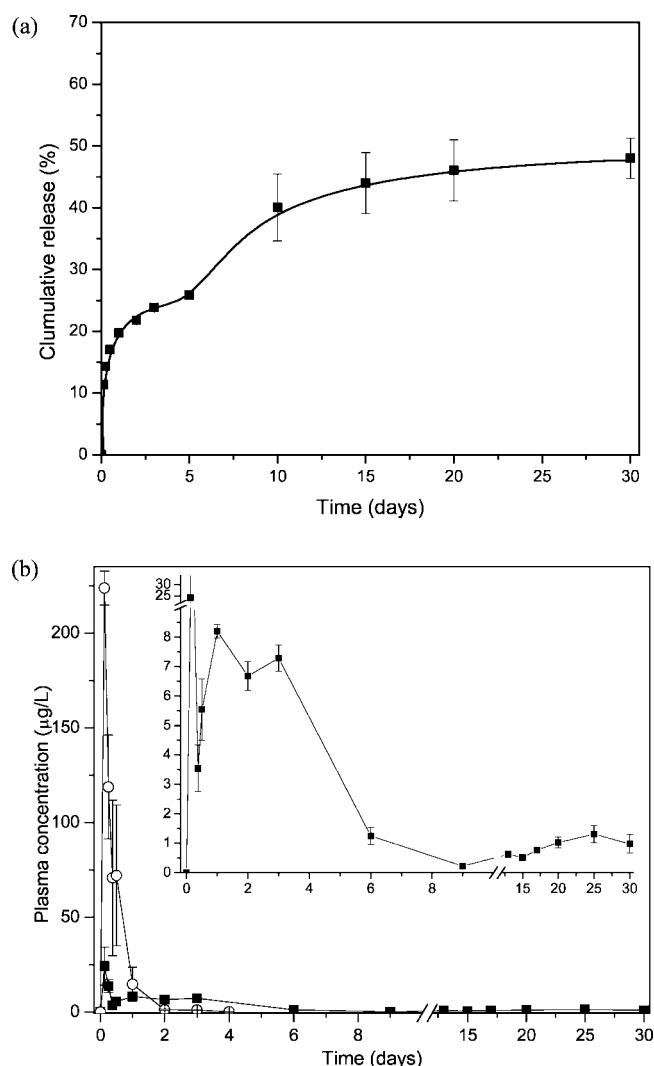 (a)
70
60
50
40
30
20
10
0
Clumulative release (%)
0 5 10 15 20 25 30
Time (days)
(b)
200
150
100
50
0
Plasma concentration (μg/L)
30
25
8
7
6
5
4
3
2
1
0
0 2 4 6 8 15 20 25 30
0 2 4 6 8 15 20 25 30
Time (days)